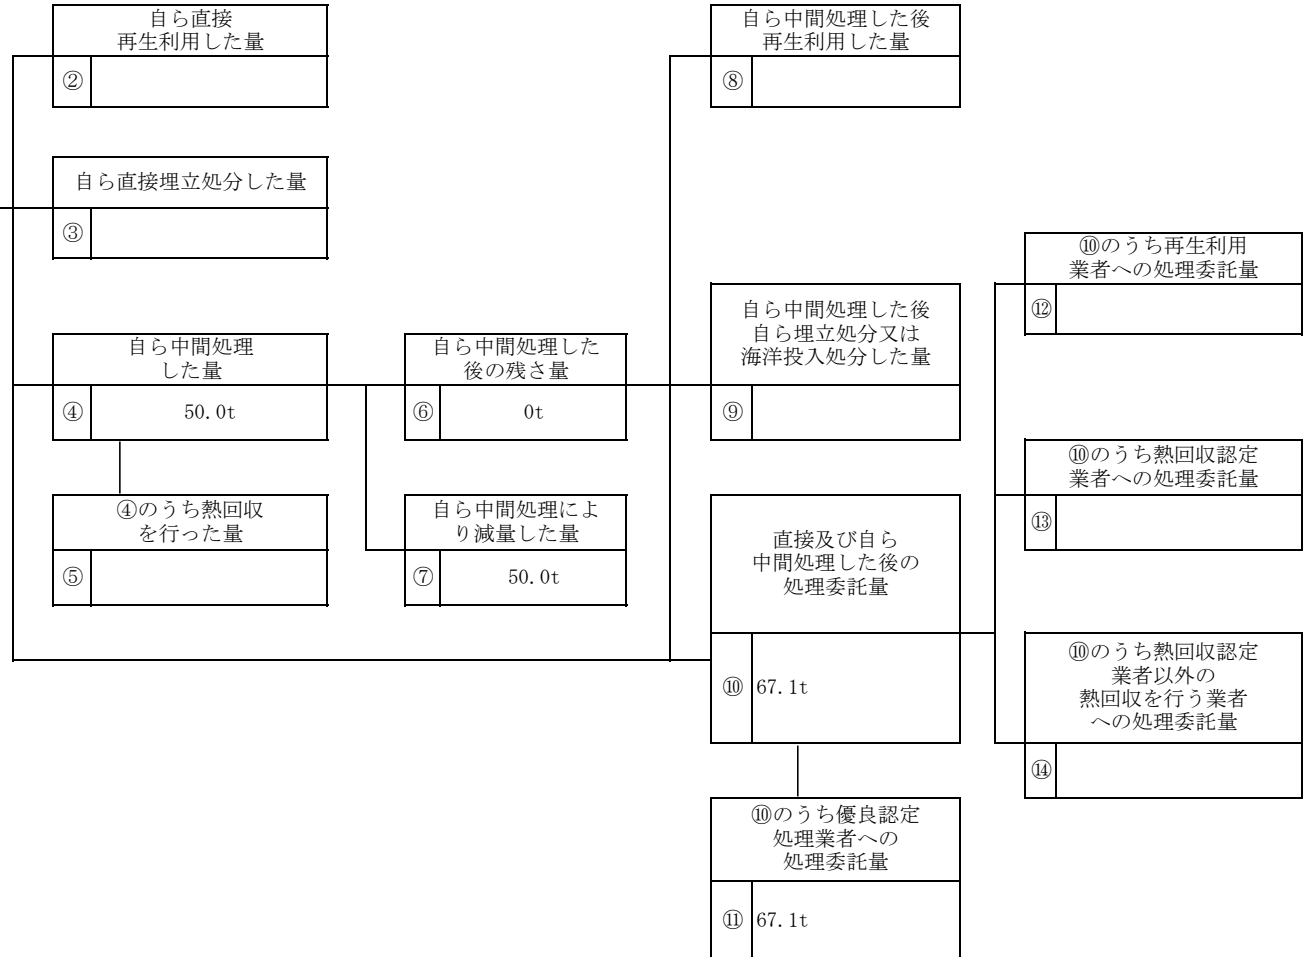 自ら直接
再生利用した量
②
自ら直接埋立処分した量
③
自ら中間処理
した量
④ 50.0t
④のうち熱回収
を行った量
⑤
自ら中間処理した
後の残さ量
⑥ 0t
自ら中間処理によ
り減量した量
⑦ 50.0t
自ら中間処理した後
再生利用した量
⑧
自ら中間処理した後
自ら埋立処分又は
海洋投入処分した量
⑨
直接及び自ら
中間処理した後の
処理委託量
⑩ 67.1t
⑩のうち優良認定
処理業者への
処理委託量
⑪ 67.1t
⑩のうち再生利用
業者への処理委託量
⑫
⑩のうち熱回収認定
業者への処理委託量
⑬
⑩のうち熱回収認定
業者以外の
熱回収を行う業者
への処理委託量
⑭